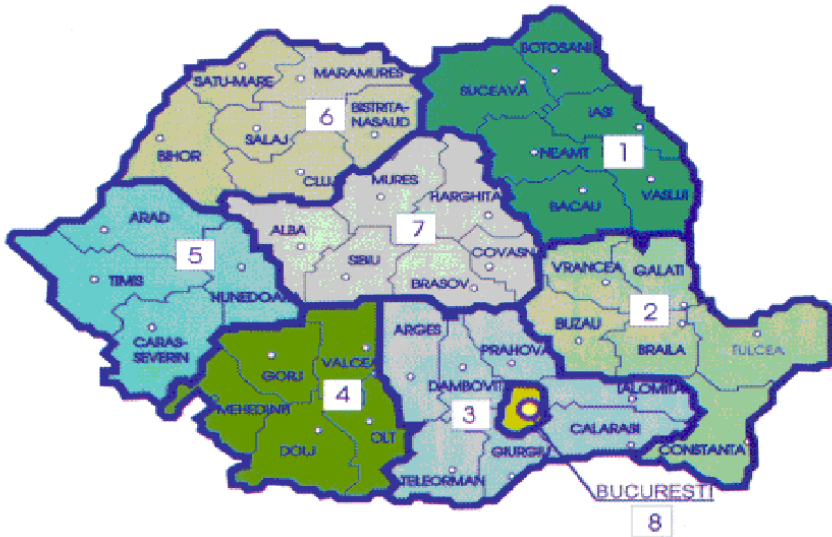 BOTOSANI
SATU-MARE
MARAMURES
SUCEAVA
BISTRITA-
NASAUD
6
IASI
SALAJ
BIHOR
NEAMT
1
CLUJ
MURES
HARGHITA
BACAU
VASLUI
ARAD
ALBA
7
5
SIBIU
COVASN
VRANCEA
GALATI
TIMIS
BRASOV
HUNEDOARA
2
BUZAU
ARGES
CARAS-
SEVERIN
PRAHOVA
BRAILA
TULCEA
VALCEA
GORJ
DAMBOVIT
IALOMITA
4
MEHEDINTI
3
OLT
CALARASI
DOLJ
GIURGIU
CONSTANTA
TELEORMAN
BUCURESTI
8